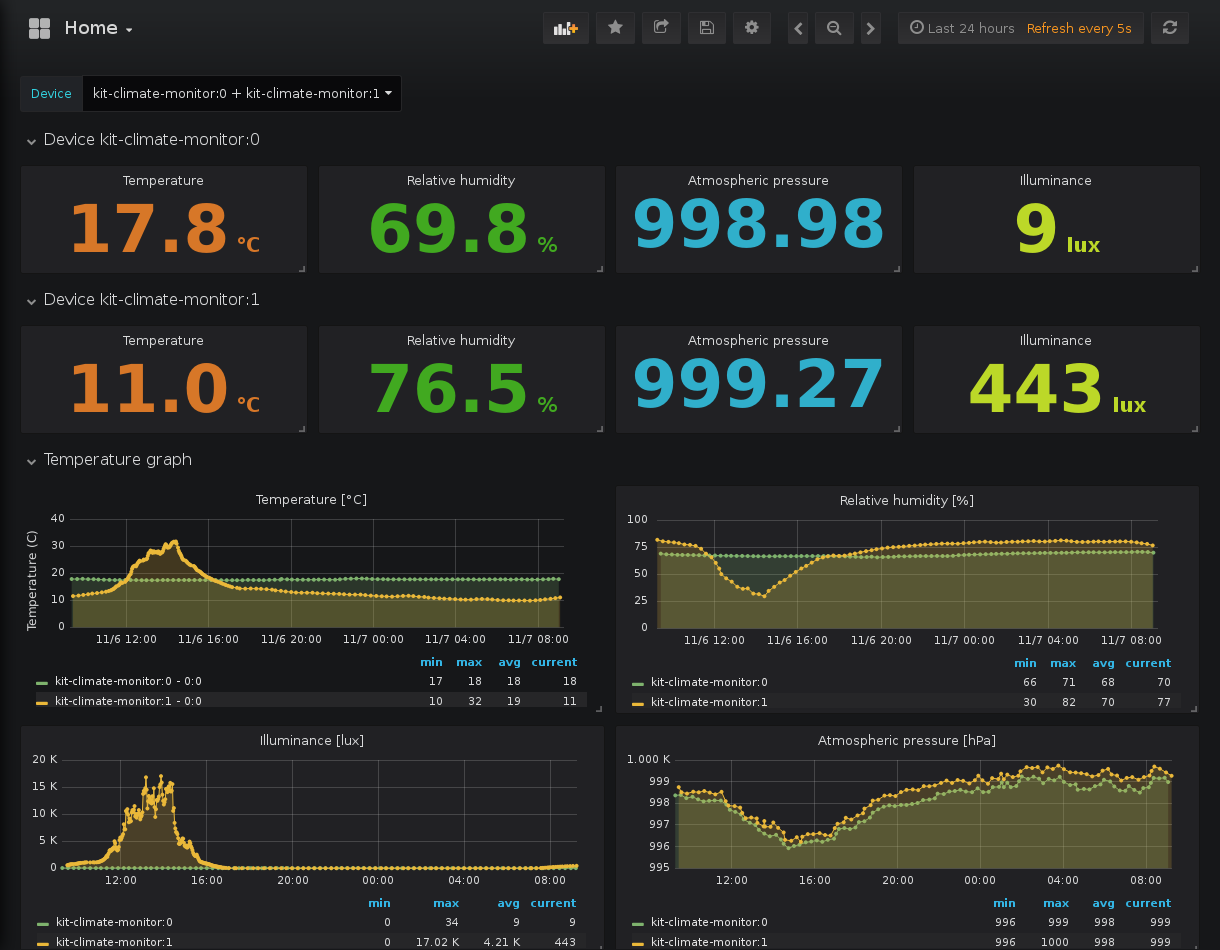 Home
Last 24 hours Refresh every 5s
Device kit-climate-monitor:0 + kit-climate-monitor:1
Device kit-climate-monitor:0
Temperature
17.8 °C
Relative humidity
69.8 %
Atmospheric pressure
998.98
Illuminance
9 lux
Device kit-climate-monitor:1
Temperature
11.0 °C
Relative humidity
76.5 %
Atmospheric pressure
999.27
Illuminance
443 lux
Temperature graph
Temperature [°C]
Temperature (C)
40
30
20
10
0
11/6 12:00 11/6 16:00 11/6 20:00 11/7 00:00 11/7 04:00 11/7 08:00
min max avg current
kit-climate-monitor:0 - 0:0 17 18 18 18
kit-climate-monitor:1 - 0:0 10 32 19 11
Relative humidity [%]
100
75
50
25
0
11/6 12:00 11/6 16:00 11/6 20:00 11/7 00:00 11/7 04:00 11/7 08:00
min max avg current
kit-climate-monitor:0 66 71 68 70
kit-climate-monitor:1 30 82 70 77
Illuminance [lux]
20 K
15 K
10 K
5 K
0
12:00 16:00 20:00 00:00 04:00 08:00
min max avg current
kit-climate-monitor:0 0 34 9 9
kit-climate-monitor:1 0 17.02 K 4.21 K 443
Atmospheric pressure [hPa]
1.000 K
999
998
997
996
995
12:00 16:00 20:00 00:00 04:00 08:00
min max avg current
kit-climate-monitor:0 996 999 998 999
kit-climate-monitor:1 996 1000 998 999